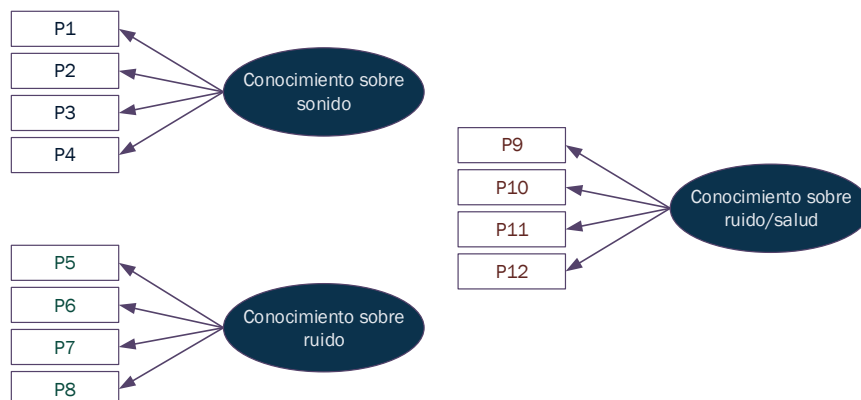 P1
P2
P3
P4
Conocimiento sobre
sonido
P5
P6
P7
P8
Conocimiento sobre
ruido
P9
P10
P11
P12
Conocimiento sobre
ruido/salud